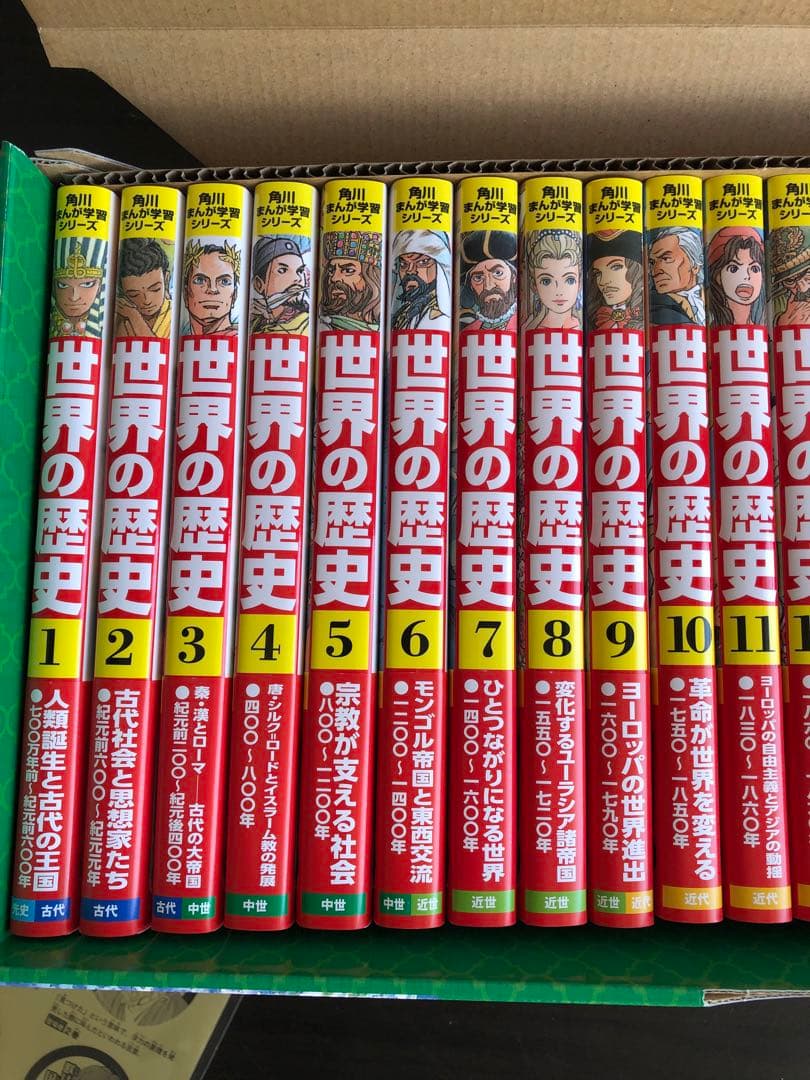 角川
まんが学習
シリーズ
世界の歴史
1
人類誕生と古代の王国
●七〇〇万年前〜紀元前六〇〇年
先史 古代
角川
まんが学習
シリーズ
世界の歴史
2
古代社会と思想家たち
●紀元前六〇〇〜紀元元年
古代
角川
まんが学習
シリーズ
世界の歴史
3
秦・漢とローマ──古代の大帝国
●紀元前二〇〇〜紀元後四〇〇年
古代 中世
角川
まんが学習
シリーズ
世界の歴史
4
唐・シルクロードとイスラーム教の発展
●四〇〇〜八〇〇年
中世
角川
まんが学習
シリーズ
世界の歴史
5
宗教が支える社会
●八〇〇〜一二〇〇年
中世
角川
まんが学習
シリーズ
世界の歴史
6
モンゴル帝国と東西交流
●一二〇〇〜一四〇〇年
中世 近世
角川
まんが学習
シリーズ
世界の歴史
7
ひとつながりになる世界
●一四〇〇〜一六〇〇年
近世
角川
まんが学習
シリーズ
世界の歴史
8
変化するユーラシア諸帝国
●一五五〇〜一七二〇年
近世
角川
まんが学習
シリーズ
世界の歴史
9
ヨーロッパの世界進出
●一六〇〇〜一七九〇年
近世 近代
角川
まんが学習
シリーズ
世界の歴史
10
革命が世界を変える
●一七五〇〜一八五〇年
近代
角川
まんが学習
シリーズ
世界の歴史
11
ヨーロッパの自由主義とアジアの動揺
●一八三〇〜一八六〇年
近代